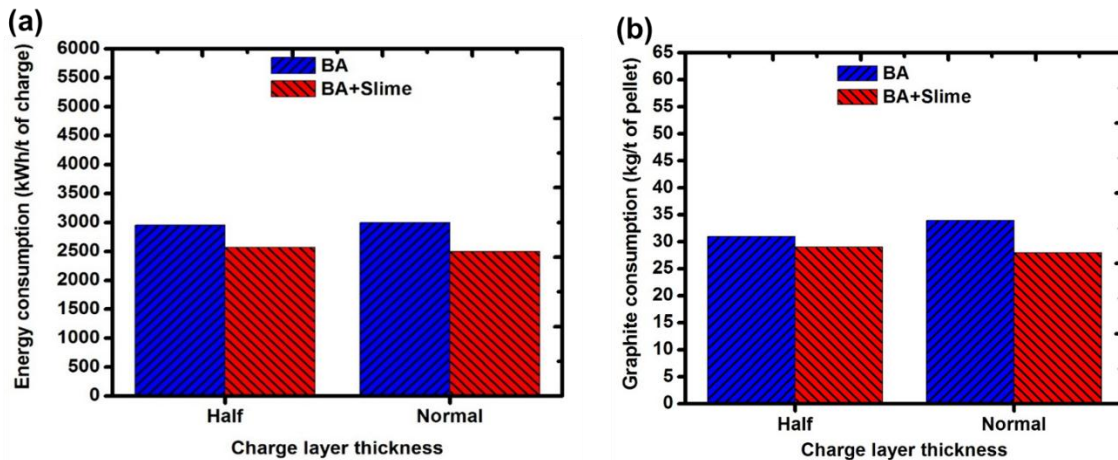 (a)
Energy consumption (kWh/t of charge)
6000
5500
5000
4500
4000
3500
3000
2500
2000
1500
1000
500
0
BA
BA+Slime
Half
Normal
Charge layer thickness
(b)
Graphite consumption (kg/t of pellet)
65
60
55
50
45
40
35
30
25
20
15
10
5
0
BA
BA+Slime
Half
Normal
Charge layer thickness